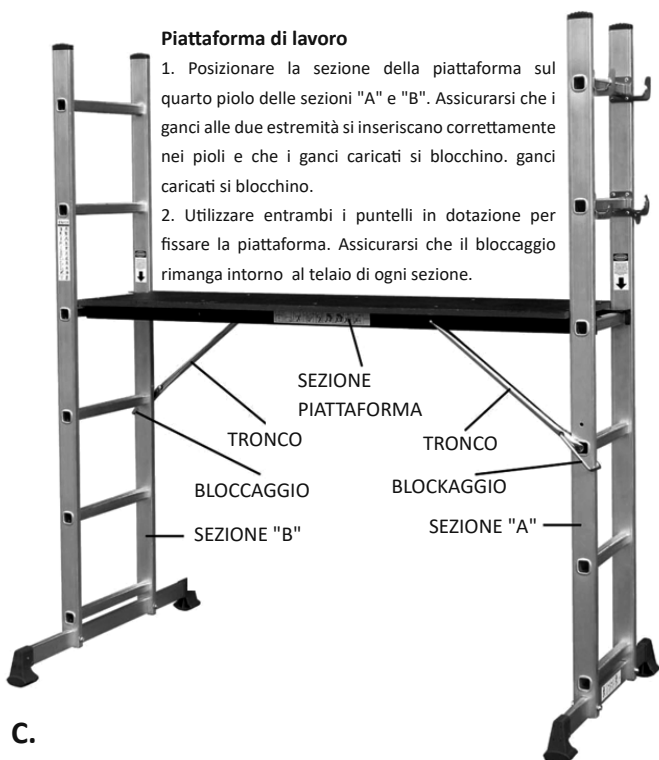 Piattaforma di lavoro
1. Posizionare la sezione della piattaforma sul
quarto piolo delle sezioni "A" e "B". Assicurarsi che i
ganci alle due estremità si inseriscano correttamente
nei pioli e che i ganci caricati si blocchino. ganci
caricati si blocchino.
2. Utilizzare entrambi i puntelli in dotazione per
fissare la piattaforma. Assicurarsi che il bloccaggio
rimanga intorno al telaio di ogni sezione.
SEZIONE
PIATTAFORMA
TRONCO
TRONCO
BLOCCAGGIO
BLOCKAGGIO
SEZIONE "B"
SEZIONE "A"
C.